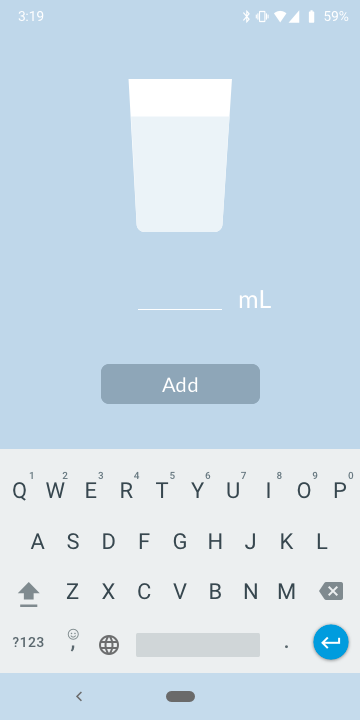 3:19 59%
mL
Add
1 2 3 4 5 6 7 8 9 0
Q W E R T Y U I O P
A S D F G H J K L
Z X C V B N M
?123 , .